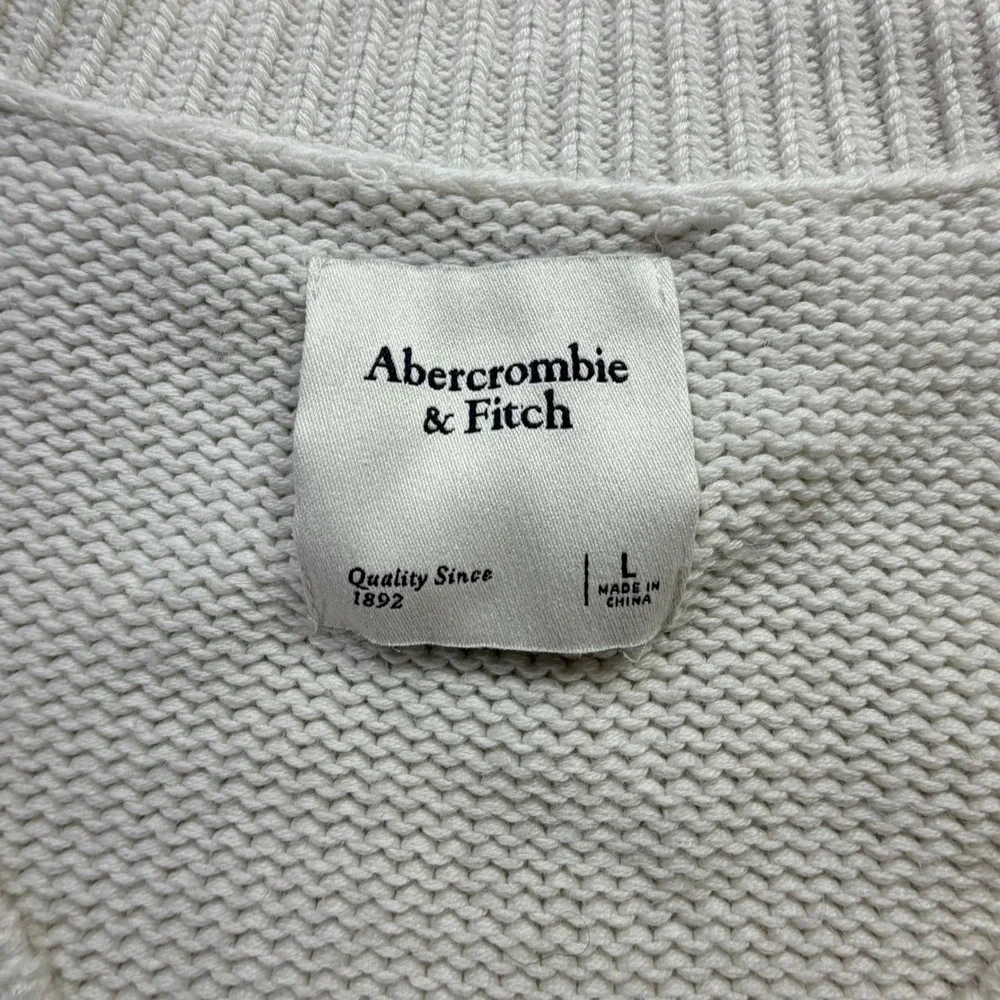 Abercrombie
& Fitch
Quality Since
1892
L
MADE IN
CHINA